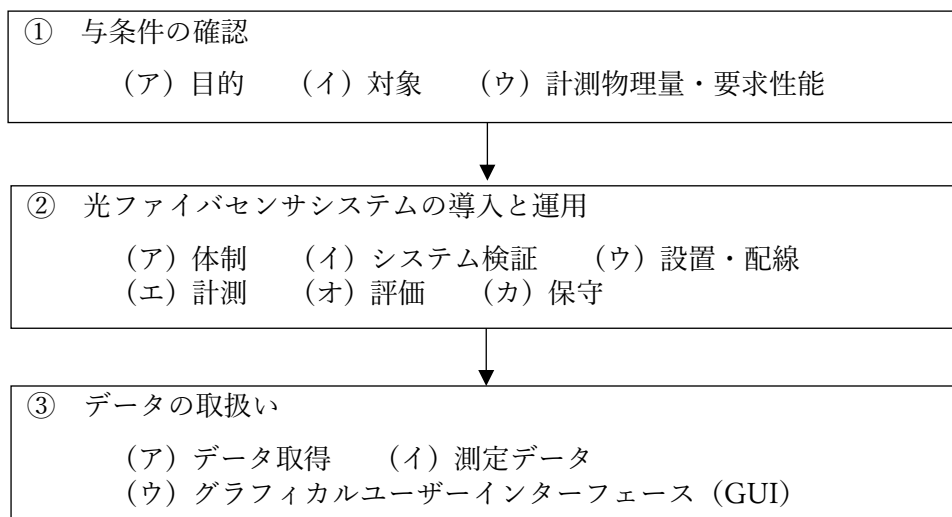 ① 与条件の確認
（ア）目的 （イ）対象 （ウ）計測物理量・要求性能
② 光ファイバセンサシステムの導入と運用
（ア）体制 （イ）システム検証 （ウ）設置・配線
（エ）計測 （オ）評価 （カ）保守
③ データの取扱い
（ア）データ取得 （イ）測定データ
（ウ）グラフィカルユーザーインターフェース（GUI）